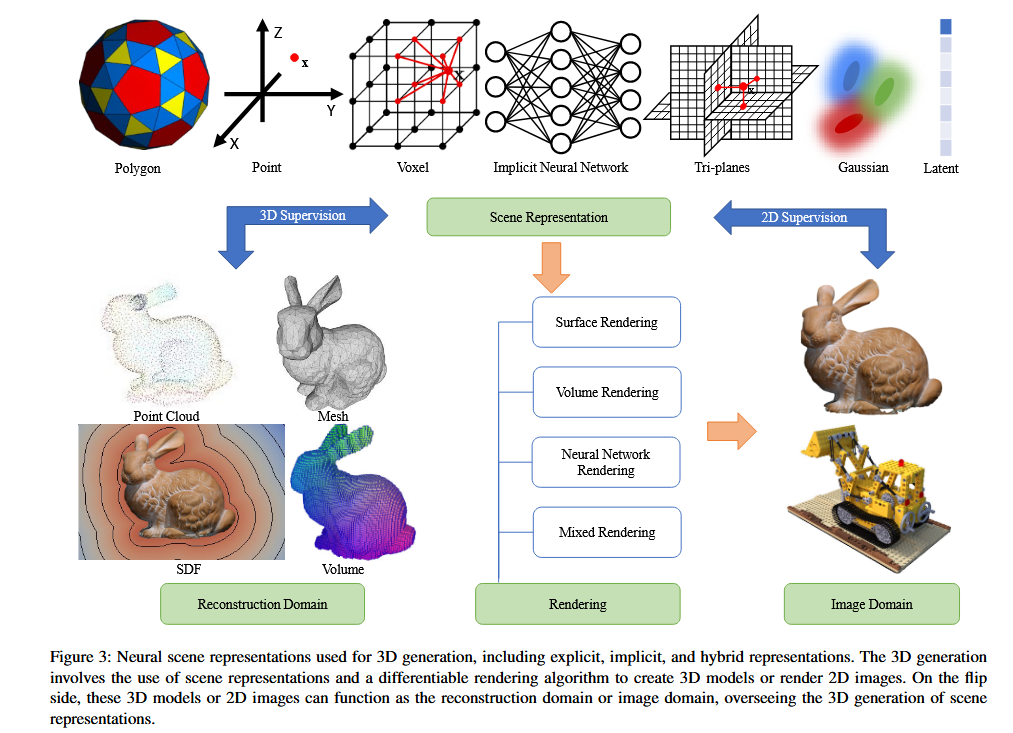 Z
x
Y
X
x
x
Polygon
Point
Voxel
Implicit Neural Network
Tri-planes
Gaussian
Latent
3D Supervision
Scene Representation
2D Supervision
Surface Rendering
Volume Rendering
Neural Network
Rendering
Mixed Rendering
Point Cloud
Mesh
SDF
Volume
Reconstruction Domain
Rendering
Image Domain
Figure 3: Neural scene representations used for 3D generation, including explicit, implicit, and hybrid representations. The 3D generation
involves the use of scene representations and a differentiable rendering algorithm to create 3D models or render 2D images. On the flip
side, these 3D models or 2D images can function as the reconstruction domain or image domain, overseeing the 3D generation of scene
representations.